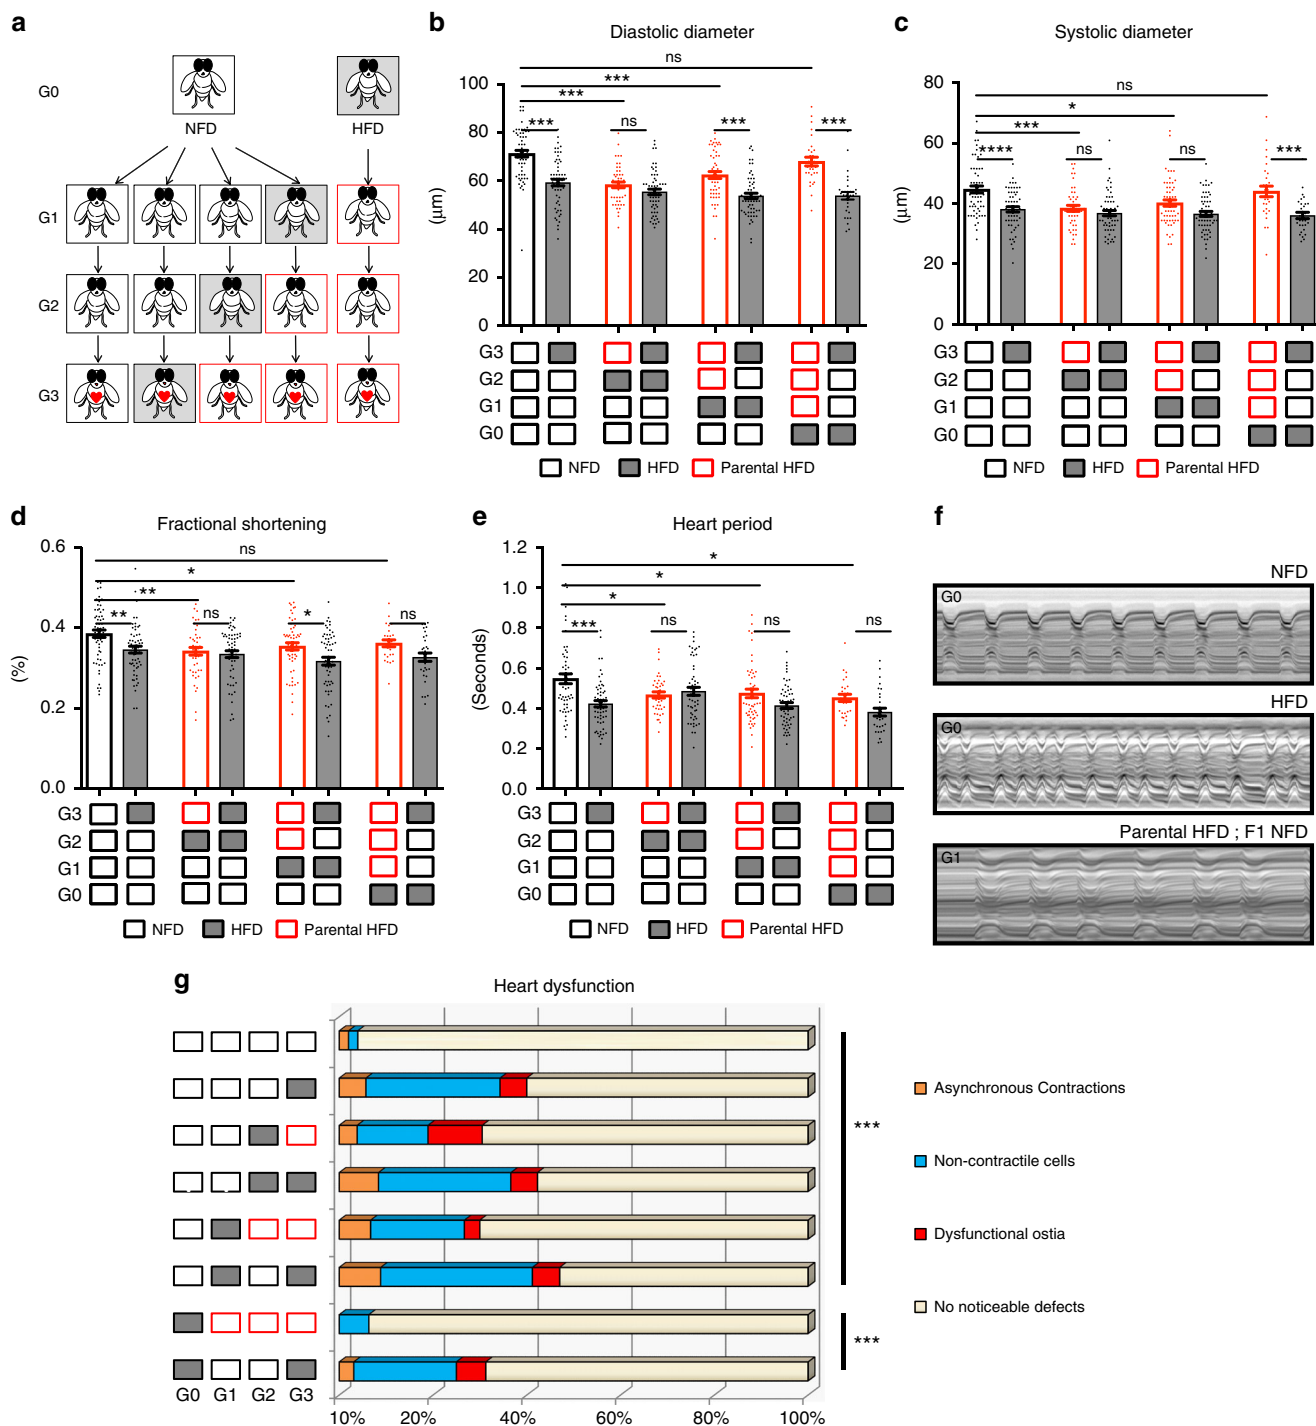 a
G0
NFD
HFD
G1
G2
G3
b
Diastolic diameter
ns
***
***
***
ns
***
***
100
80
60
40
20
0
(μm)
G3
G2
G1
G0
NFD
HFD
Parental HFD
c
Systolic diameter
ns
*
***
****
ns
ns
***
80
60
40
20
0
(μm)
G3
G2
G1
G0
NFD
HFD
Parental HFD
d
Fractional shortening
ns
*
**
**
ns
*
ns
0.6
0.4
0.2
0.0
(%)
G3
G2
G1
G0
NFD
HFD
Parental HFD
e
Heart period
*
*
*
***
ns
ns
ns
1.2
1.0
0.8
0.6
0.4
0.2
0.0
(Seconds)
G3
G2
G1
G0
NFD
HFD
Parental HFD
f
NFD
G0
HFD
G0
Parental HFD ; F1 NFD
G1
g
Heart dysfunction
***
***
Asynchronous Contractions
Non-contractile cells
Dysfunctional ostia
No noticeable defects
G0 G1 G2 G3
10% 20% 40% 60% 80% 100%